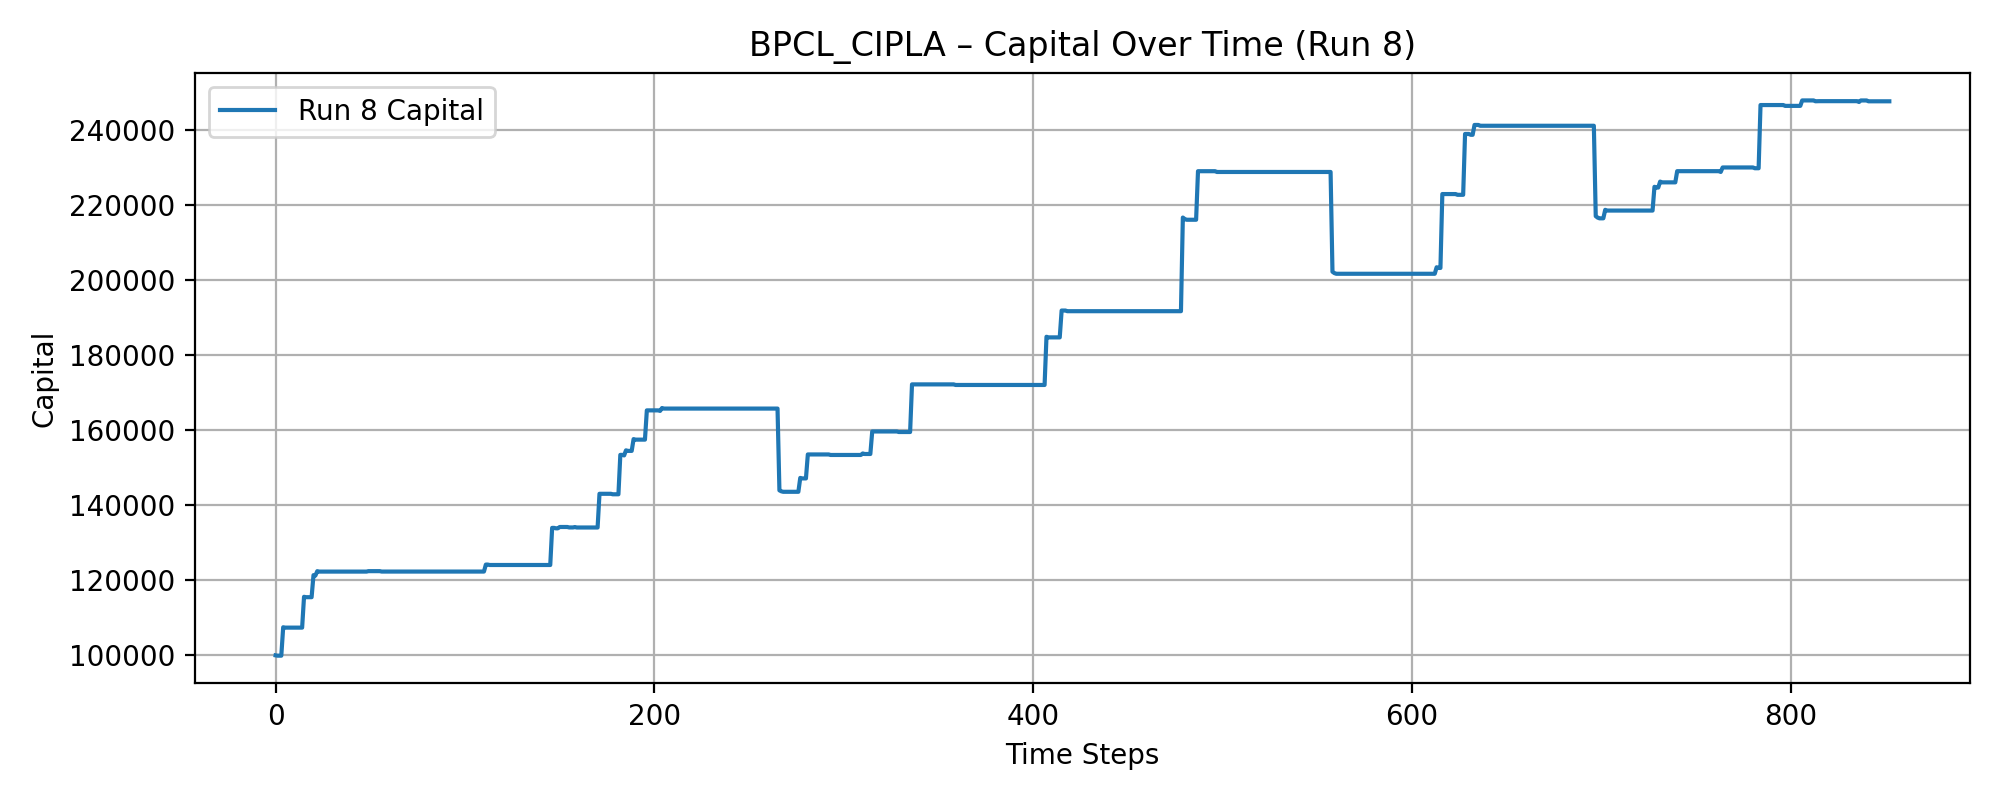 BPCL_CIPLA – Capital Over Time (Run 8)
Run 8 Capital
240000
220000
200000
180000
160000
140000
120000
100000
Capital
0 200 400 600 800
Time Steps